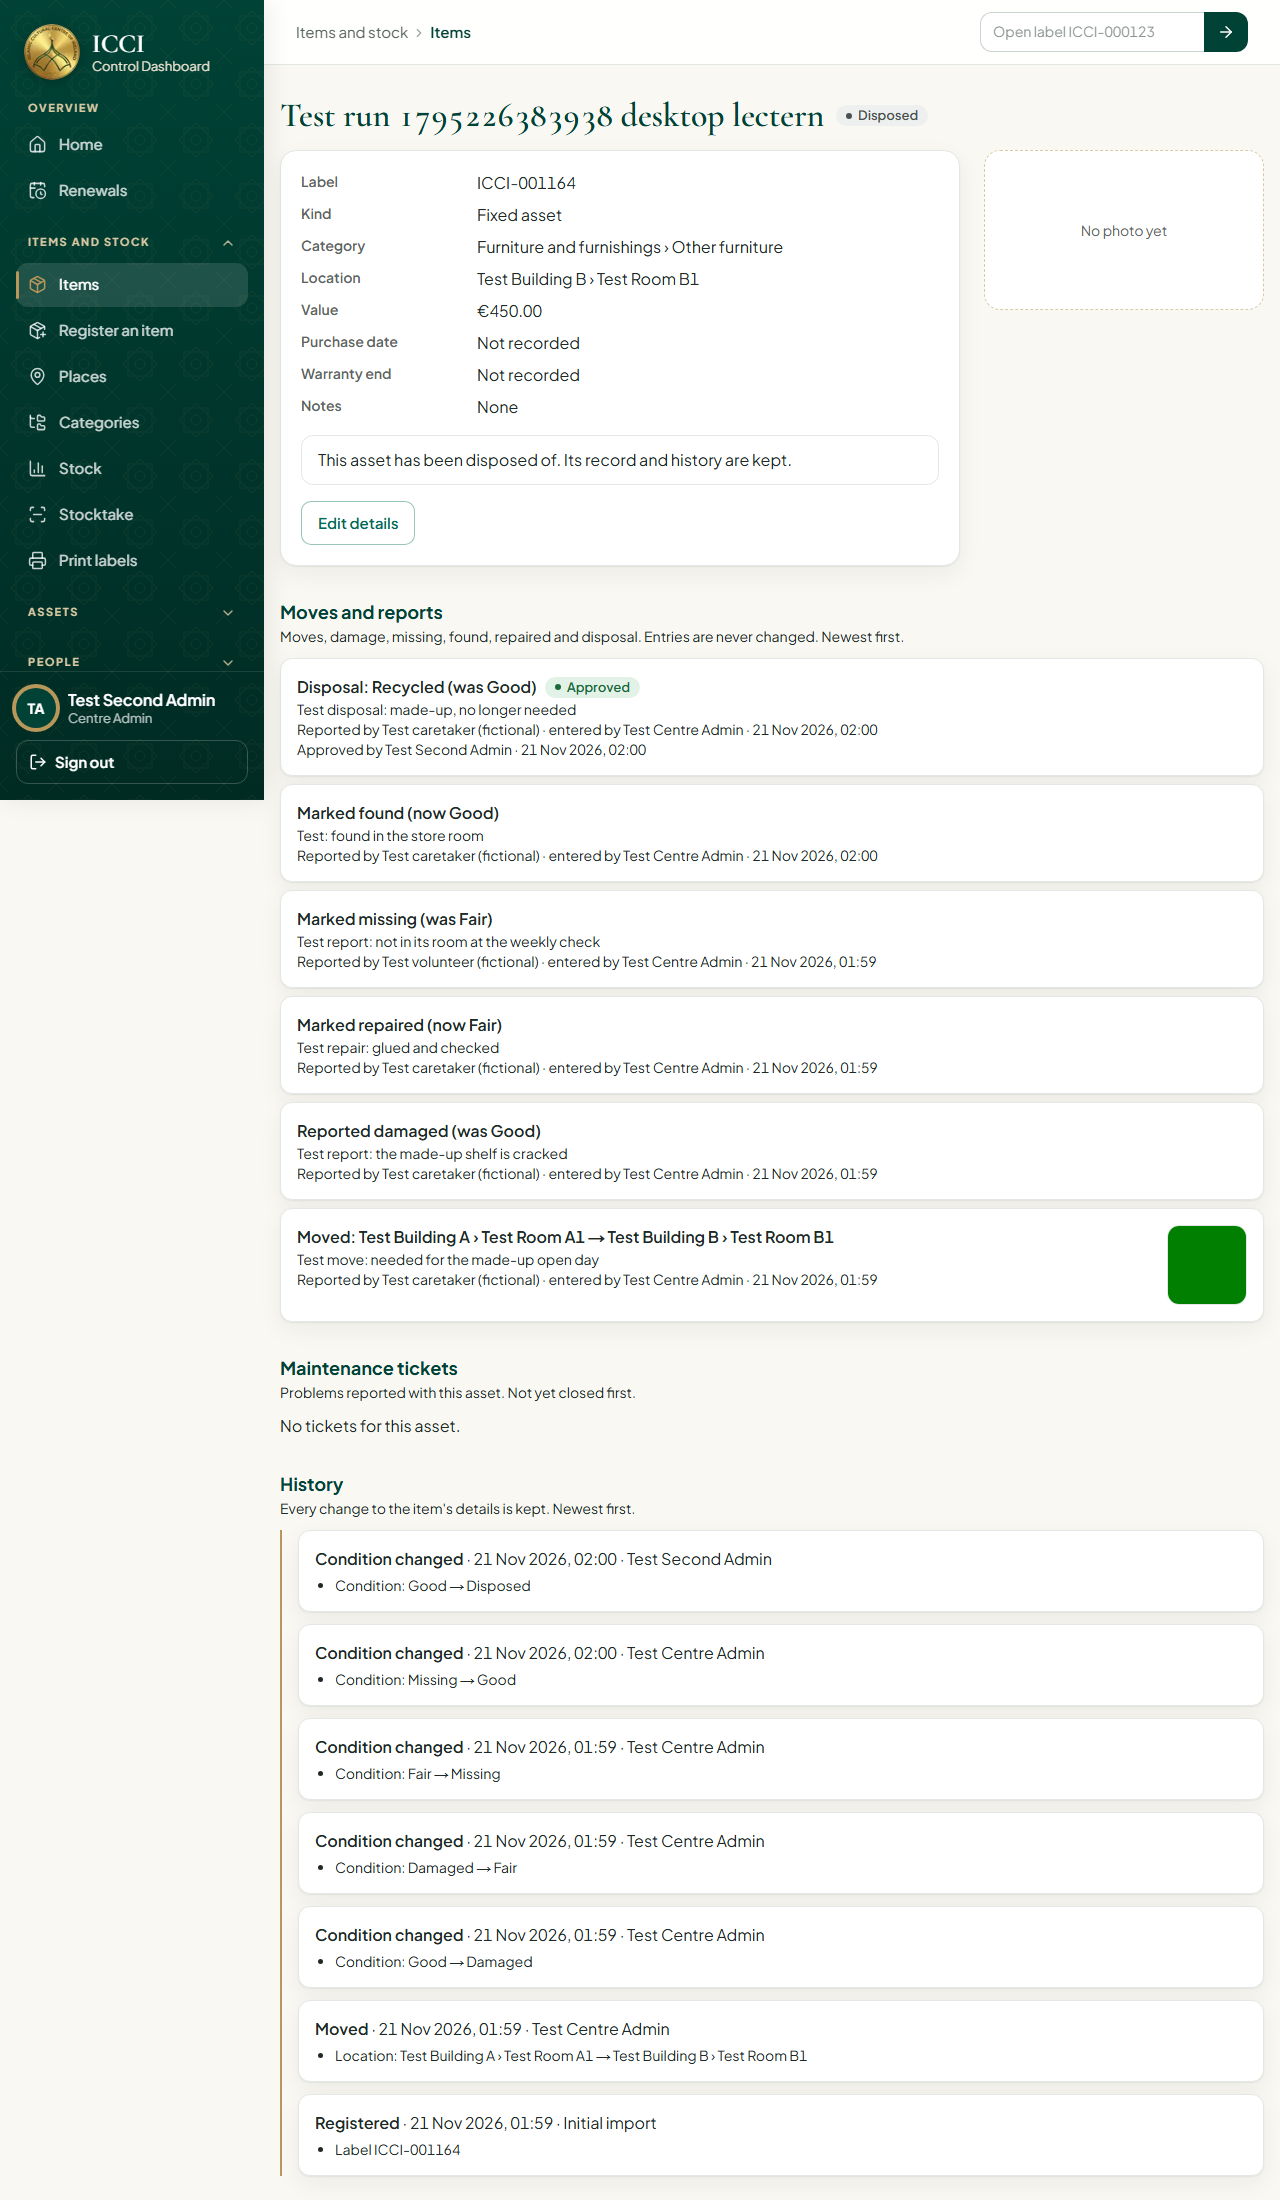 ICCI
Control Dashboard
OVERVIEW
Home
Renewals
ITEMS AND STOCK
Items
Register an item
Places
Categories
Stock
Stocktake
Print labels
ASSETS
PEOPLE
TA
Test Second Admin
Centre Admin
Sign out
Items and stock › Items
Open label ICCI-000123
Test run 1795226383938 desktop lectern
Disposed
Label ICCI-001164
Kind Fixed asset
Category Furniture and furnishings › Other furniture
Location Test Building B › Test Room B1
Value €450.00
Purchase date Not recorded
Warranty end Not recorded
Notes None
This asset has been disposed of. Its record and history are kept.
Edit details
No photo yet
Moves and reports
Moves, damage, missing, found, repaired and disposal. Entries are never changed. Newest first.
Disposal: Recycled (was Good) Approved
Test disposal: made-up, no longer needed
Reported by Test caretaker (fictional) · entered by Test Centre Admin · 21 Nov 2026, 02:00
Approved by Test Second Admin · 21 Nov 2026, 02:00
Marked found (now Good)
Test: found in the store room
Reported by Test caretaker (fictional) · entered by Test Centre Admin · 21 Nov 2026, 02:00
Marked missing (was Fair)
Test report: not in its room at the weekly check
Reported by Test volunteer (fictional) · entered by Test Centre Admin · 21 Nov 2026, 01:59
Marked repaired (now Fair)
Test repair: glued and checked
Reported by Test caretaker (fictional) · entered by Test Centre Admin · 21 Nov 2026, 01:59
Reported damaged (was Good)
Test report: the made-up shelf is cracked
Reported by Test caretaker (fictional) · entered by Test Centre Admin · 21 Nov 2026, 01:59
Moved: Test Building A › Test Room A1 → Test Building B › Test Room B1
Test move: needed for the made-up open day
Reported by Test caretaker (fictional) · entered by Test Centre Admin · 21 Nov 2026, 01:59
Maintenance tickets
Problems reported with this asset. Not yet closed first.
No tickets for this asset.
History
Every change to the item's details is kept. Newest first.
Condition changed · 21 Nov 2026, 02:00 · Test Second Admin
• Condition: Good → Disposed
Condition changed · 21 Nov 2026, 02:00 · Test Centre Admin
• Condition: Missing → Good
Condition changed · 21 Nov 2026, 01:59 · Test Centre Admin
• Condition: Fair → Missing
Condition changed · 21 Nov 2026, 01:59 · Test Centre Admin
• Condition: Damaged → Fair
Condition changed · 21 Nov 2026, 01:59 · Test Centre Admin
• Condition: Good → Damaged
Moved · 21 Nov 2026, 01:59 · Test Centre Admin
• Location: Test Building A › Test Room A1 → Test Building B › Test Room B1
Registered · 21 Nov 2026, 01:59 · Initial import
• Label ICCI-001164